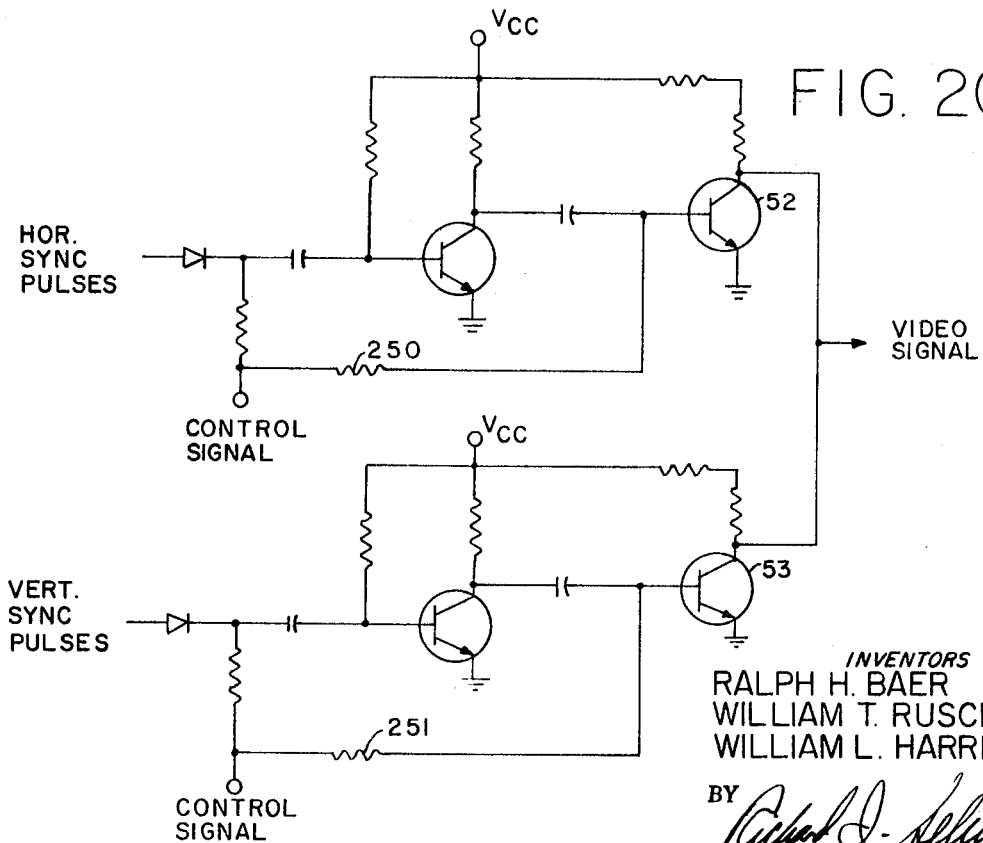 VCC
FIG. 2
52
HOR.
SYNC
PULSES
250
VIDEO
SIGNAL
CONTROL
SIGNAL
VCC
53
VERT.
SYNC
PULSES
INVENTORS
RALPH H. BAER
WILLIAM T. RUSC
WILLIAM L. HARR
251
BY
Richard I.
CONTROL
SIGNAL